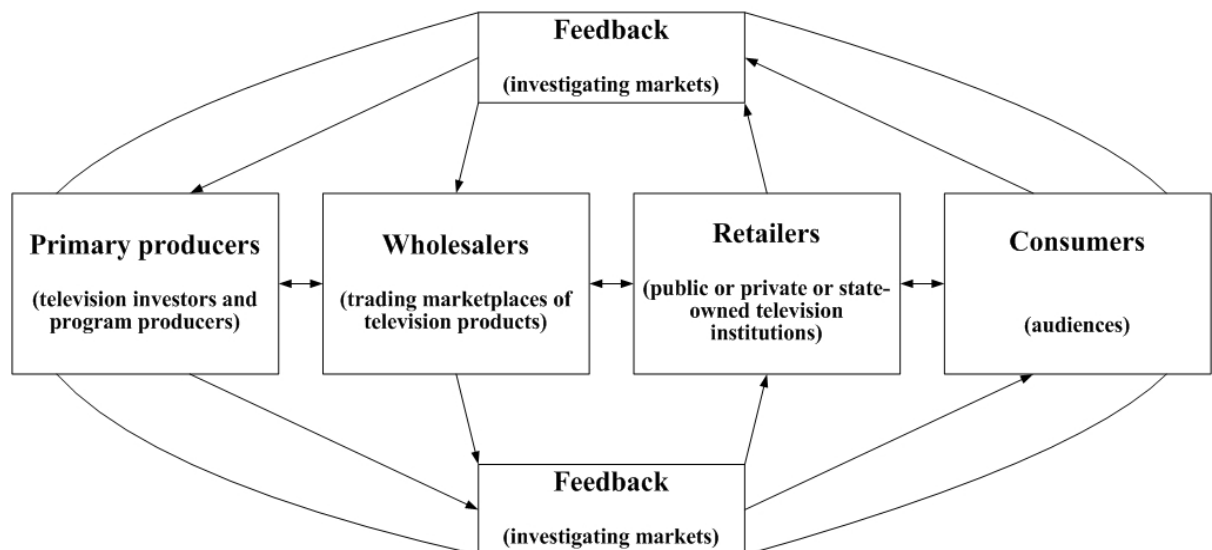 Feedback
(investigating markets)
Primary producers
(television investors and
program producers)
Wholesalers
(trading marketplaces of
television products)
Retailers
(public or private or state-
owned television
institutions)
Consumers
(audiences)
Feedback
(investigating markets)